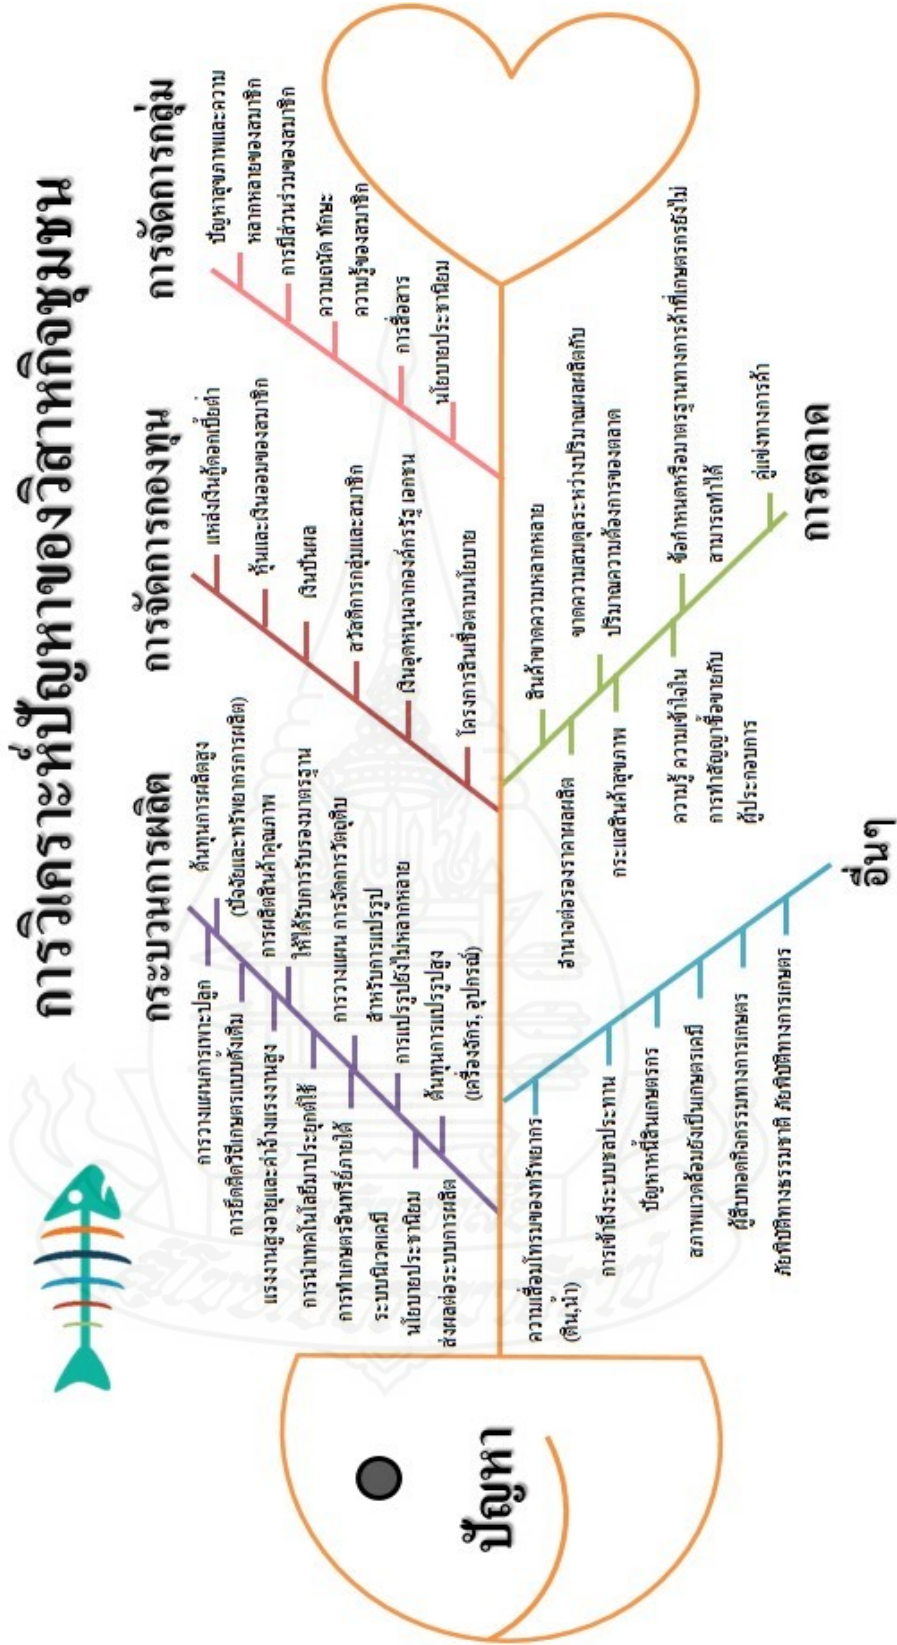 การวิเคราะห์ปัญหาของวิสาหกิจชุมชน
กระบวนการผลิต
การจัดการกองทุน
การจัดการกลุ่ม
การวางแผนการเพาะปลูก
การยึดติดวิถีเกษตรแบบดั้งเดิม
แรงงานสูงอายุและค่าจ้างแรงงานสูง
การนำเทคโนโลยีมาประยุกต์ใช้
การทำเกษตรอินทรีย์ภายใต้
ระบบนิเวศเคมี
นโยบายประชานิยม
ส่งผลต่อระบบการผลิต
ต้นทุนการผลิตสูง
(ปัจจัยและทรัพยากรการผลิต)
การผลิตสินค้าคุณภาพ
ให้ได้รับการรับรองมาตรฐาน
การวางแผน การจัดการวัตถุดิบ
สำหรับการแปรรูป
การแปรรูปยังไม่หลากหลาย
ต้นทุนการแปรรูปสูง
(เครื่องจักร, อุปกรณ์)
แหล่งเงินกู้ดอกเบี้ยต่ำ
หุ้นและเงินออมของสมาชิก
เงินปันผล
สวัสดิการกลุ่มและสมาชิก
เงินอุดหนุนจากองค์กรรัฐ เอกชน
โครงการสินเชื่อตามนโยบาย
ปัญหาสุขภาพและความ
หลากหลายของสมาชิก
การมีส่วนร่วมของสมาชิก
ความถนัด ทักษะ
ความรู้ของสมาชิก
การสื่อสาร
นโยบายประชานิยม
ปัญหา
ความเสื่อมโทรมของทรัพยากร
(ดิน,น้ำ)
การเข้าถึงระบบชลประทาน
ปัญหาหนี้สินเกษตรกร
สภาพแวดล้อมยังเป็นเกษตรเคมี
ผู้สืบทอดกิจกรรมทางการเกษตร
ภัยพิบัติทางธรรมชาติ ภัยพิบัติทางการเกษตร
อื่นๆ
สินค้าขาดความหลากหลาย
ขาดความสมดุลระหว่างปริมาณผลผลิตกับ
ปริมาณความต้องการของตลาด
ข้อกำหนดหรือมาตรฐานทางการค้าที่เกษตรกรยังไม่
สามารถทำได้
คู่แข่งทางการค้า
อำนาจต่อรองราคาผลผลิต
กระแสสินค้าสุขภาพ
ความรู้ ความเข้าใจใน
การทำสัญญาซื้อขายกับ
ผู้ประกอบการ
การตลาด